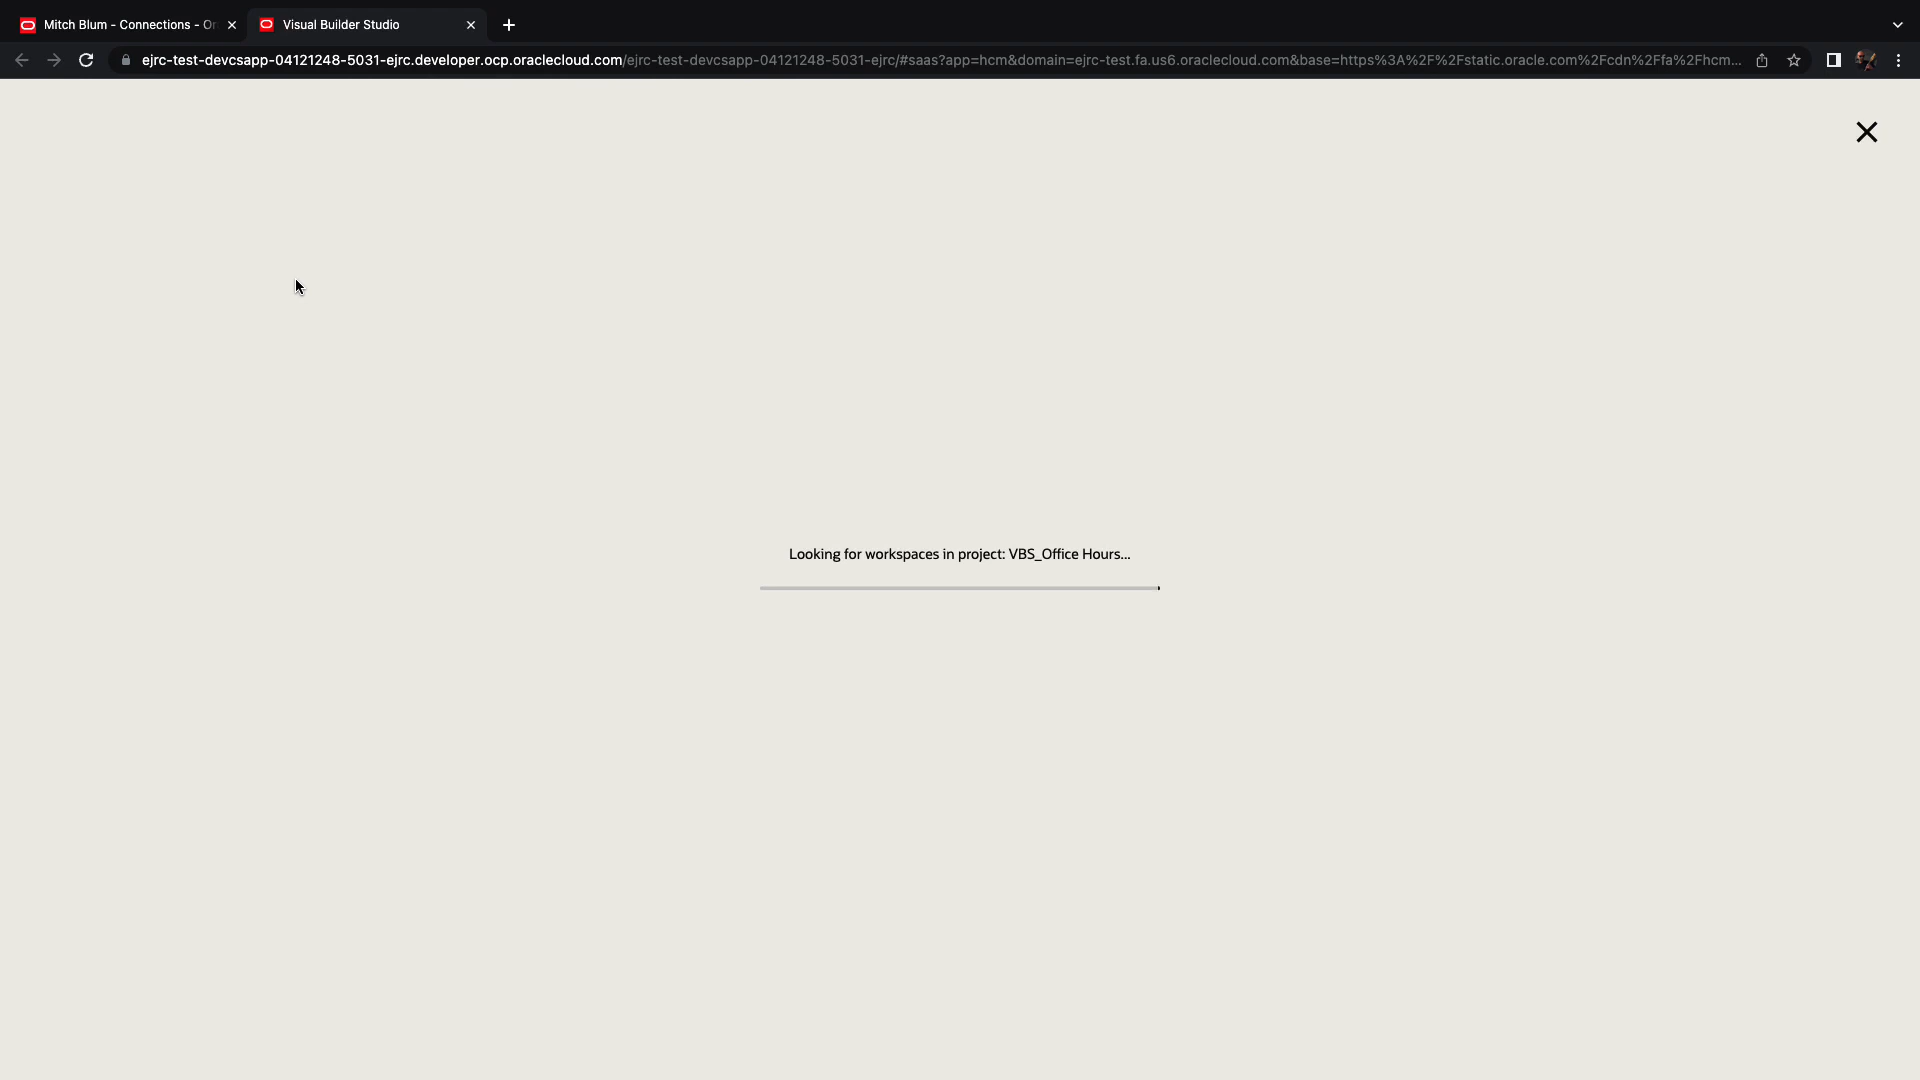 Mitch Blum - Connections - Or
Visual Builder Studio
ejrc-test-devcsapp-04121248-5031-ejrc.developer.ocp.oraclecloud.com/ejrc-test-devcsapp-04121248-5031-ejrc/#saas?app=hcm&domain=ejrc-test.fa.us6.oraclecloud.com&base=https%3A%2F%2Fstatic.oracle.com%2Fcdn%2Ffa%2Fhcm...
Looking for workspaces in project: VBS_Office Hours...